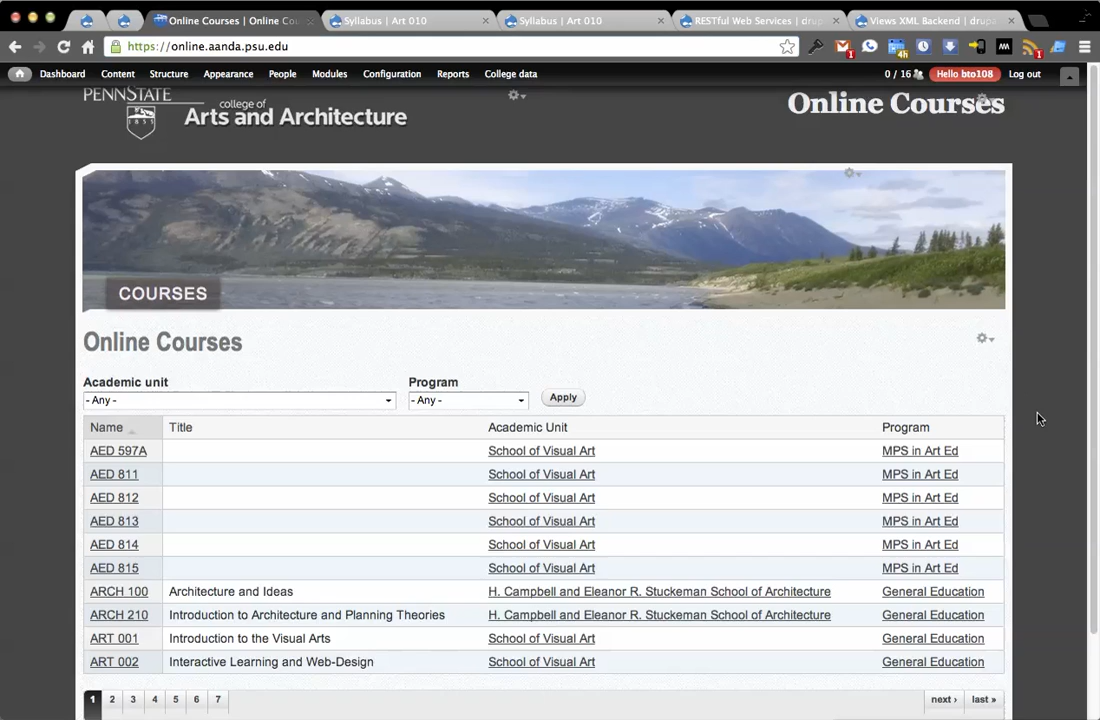 Online Courses | Online Cou
Syllabus | Art 010
Syllabus | Art 010
RESTful Web Services | drup
Views XML Backend | drupa
https://online.aanda.psu.edu
Dashboard Content Structure Appearance People Modules Configuration Reports College data 0 / 16 Hello bto108 Log out
PENNSTATE
1855
college of
Arts and Architecture
Online Courses
COURSES
Online Courses
Academic unit Program
- Any - - Any - Apply
Name Title Academic Unit Program
AED 597A School of Visual Art MPS in Art Ed
AED 811 School of Visual Art MPS in Art Ed
AED 812 School of Visual Art MPS in Art Ed
AED 813 School of Visual Art MPS in Art Ed
AED 814 School of Visual Art MPS in Art Ed
AED 815 School of Visual Art MPS in Art Ed
ARCH 100 Architecture and Ideas H. Campbell and Eleanor R. Stuckeman School of Architecture General Education
ARCH 210 Introduction to Architecture and Planning Theories H. Campbell and Eleanor R. Stuckeman School of Architecture General Education
ART 001 Introduction to the Visual Arts School of Visual Art General Education
ART 002 Interactive Learning and Web-Design School of Visual Art General Education
1 2 3 4 5 6 7 next › last »